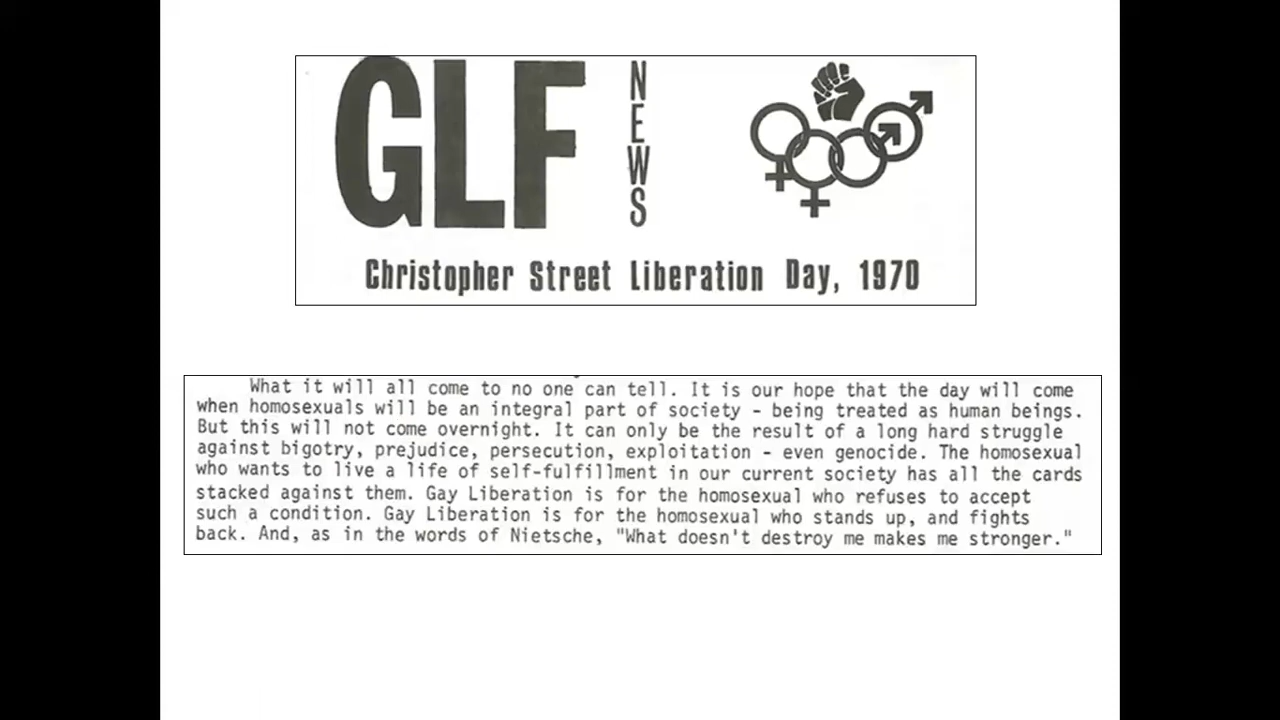 GLF
NEWS
Christopher Street Liberation Day, 1970
What it will all come to no one can tell. It is our hope that the day will come
when homosexuals will be an integral part of society - being treated as human beings.
But this will not come overnight. It can only be the result of a long hard struggle
against bigotry, prejudice, persecution, exploitation - even genocide. The homosexual
who wants to live a life of self-fulfillment in our current society has all the cards
stacked against them. Gay Liberation is for the homosexual who refuses to accept
such a condition. Gay Liberation is for the homosexual who stands up, and fights
back. And, as in the words of Nietsche, "What doesn't destroy me makes me stronger."